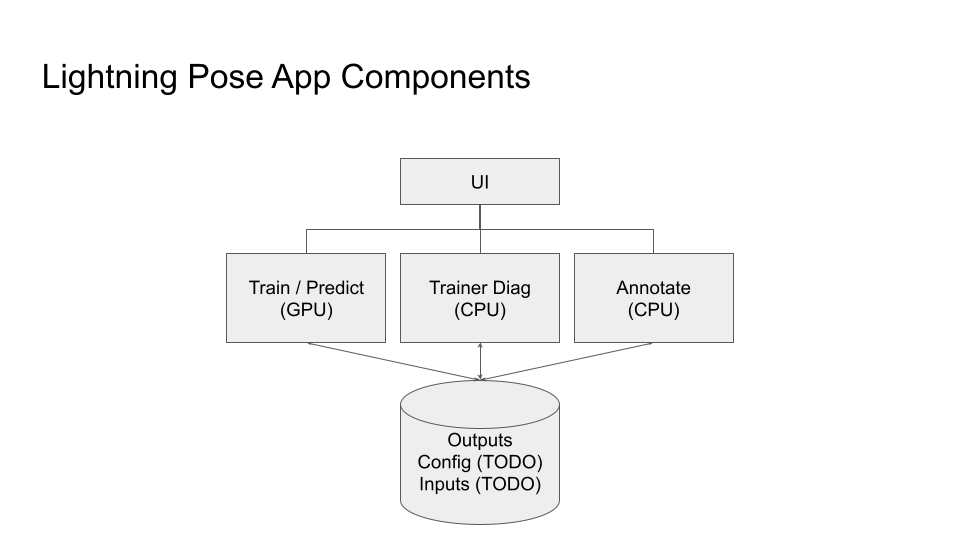 Lightning Pose App Components
UI
Train / Predict
(GPU)
Trainer Diag
(CPU)
Annotate
(CPU)
Outputs
Config (TODO)
Inputs (TODO)